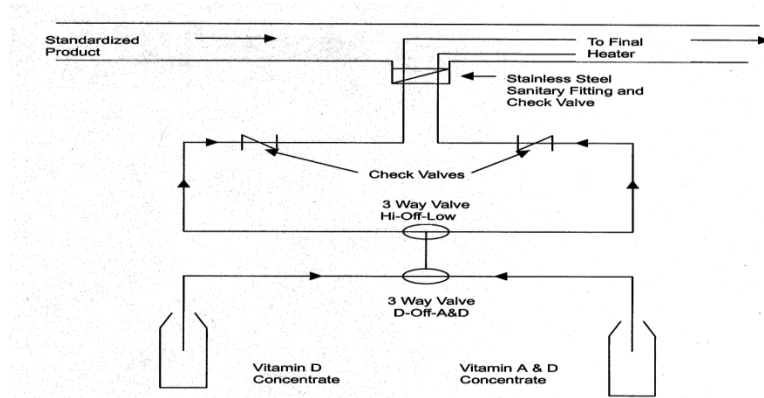 Standardized
Product
To Final
Heater
Stainless Steel
Sanitary Fitting and
Check Valve
Check Valves
3 Way Valve
Hi-Off-Low
3 Way Valve
D-Off-A&D
Vitamin D
Concentrate
Vitamin A & D
Concentrate